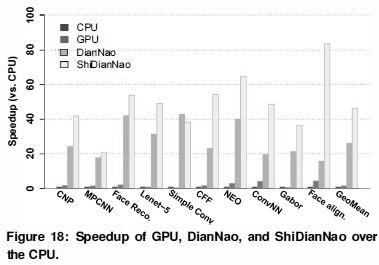 100
80
60
40
20
0
Speedup (vs. CPU)
CPU
GPU
DianNao
ShiDianNao
CNP
MPCNN
Face Reco.
Lenet-5
Simple Conv
CFF
NEO
ConvNN
Gabor
Face align.
GeoMean
Figure 18: Speedup of GPU, DianNao, and ShiDianNao over
the CPU.